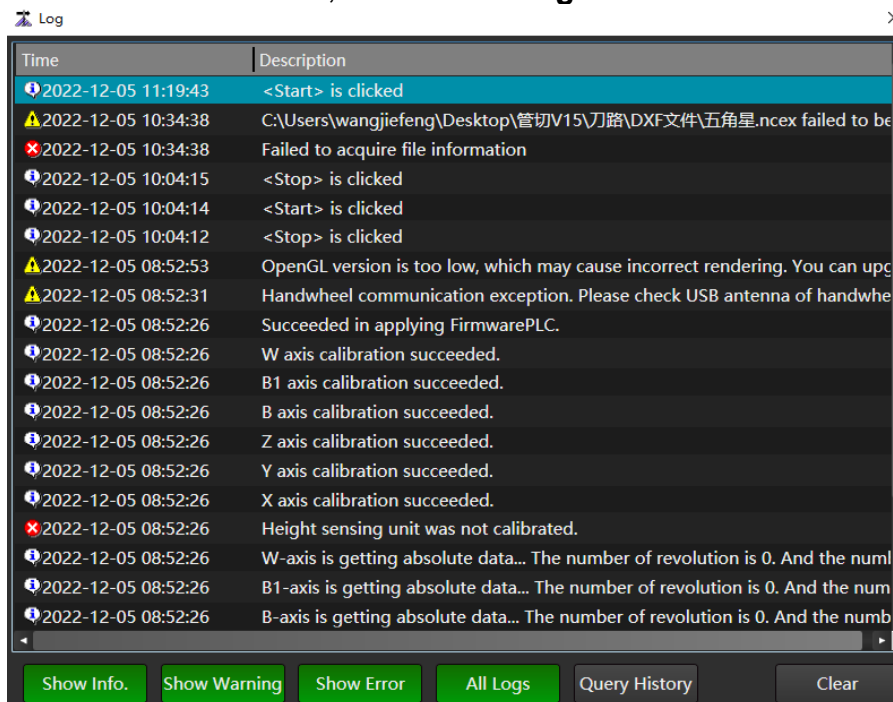 Log
Time Description
2022-12-05 11:19:43 <Start> is clicked
2022-12-05 10:34:38 C:\Users\wangjiefeng\Desktop\管切V15\刀路\DXF文件\五角星.ncex failed to be
2022-12-05 10:34:38 Failed to acquire file information
2022-12-05 10:04:15 <Stop> is clicked
2022-12-05 10:04:14 <Start> is clicked
2022-12-05 10:04:12 <Stop> is clicked
2022-12-05 08:52:53 OpenGL version is too low, which may cause incorrect rendering. You can upg
2022-12-05 08:52:31 Handwheel communication exception. Please check USB antenna of handwhe
2022-12-05 08:52:26 Succeeded in applying FirmwarePLC.
2022-12-05 08:52:26 W axis calibration succeeded.
2022-12-05 08:52:26 B1 axis calibration succeeded.
2022-12-05 08:52:26 B axis calibration succeeded.
2022-12-05 08:52:26 Z axis calibration succeeded.
2022-12-05 08:52:26 Y axis calibration succeeded.
2022-12-05 08:52:26 X axis calibration succeeded.
2022-12-05 08:52:26 Height sensing unit was not calibrated.
2022-12-05 08:52:26 W-axis is getting absolute data... The number of revolution is 0. And the num
2022-12-05 08:52:26 B1-axis is getting absolute data... The number of revolution is 0. And the num
2022-12-05 08:52:26 B-axis is getting absolute data... The number of revolution is 0. And the numb
Show Info. Show Warning Show Error All Logs Query History Clear